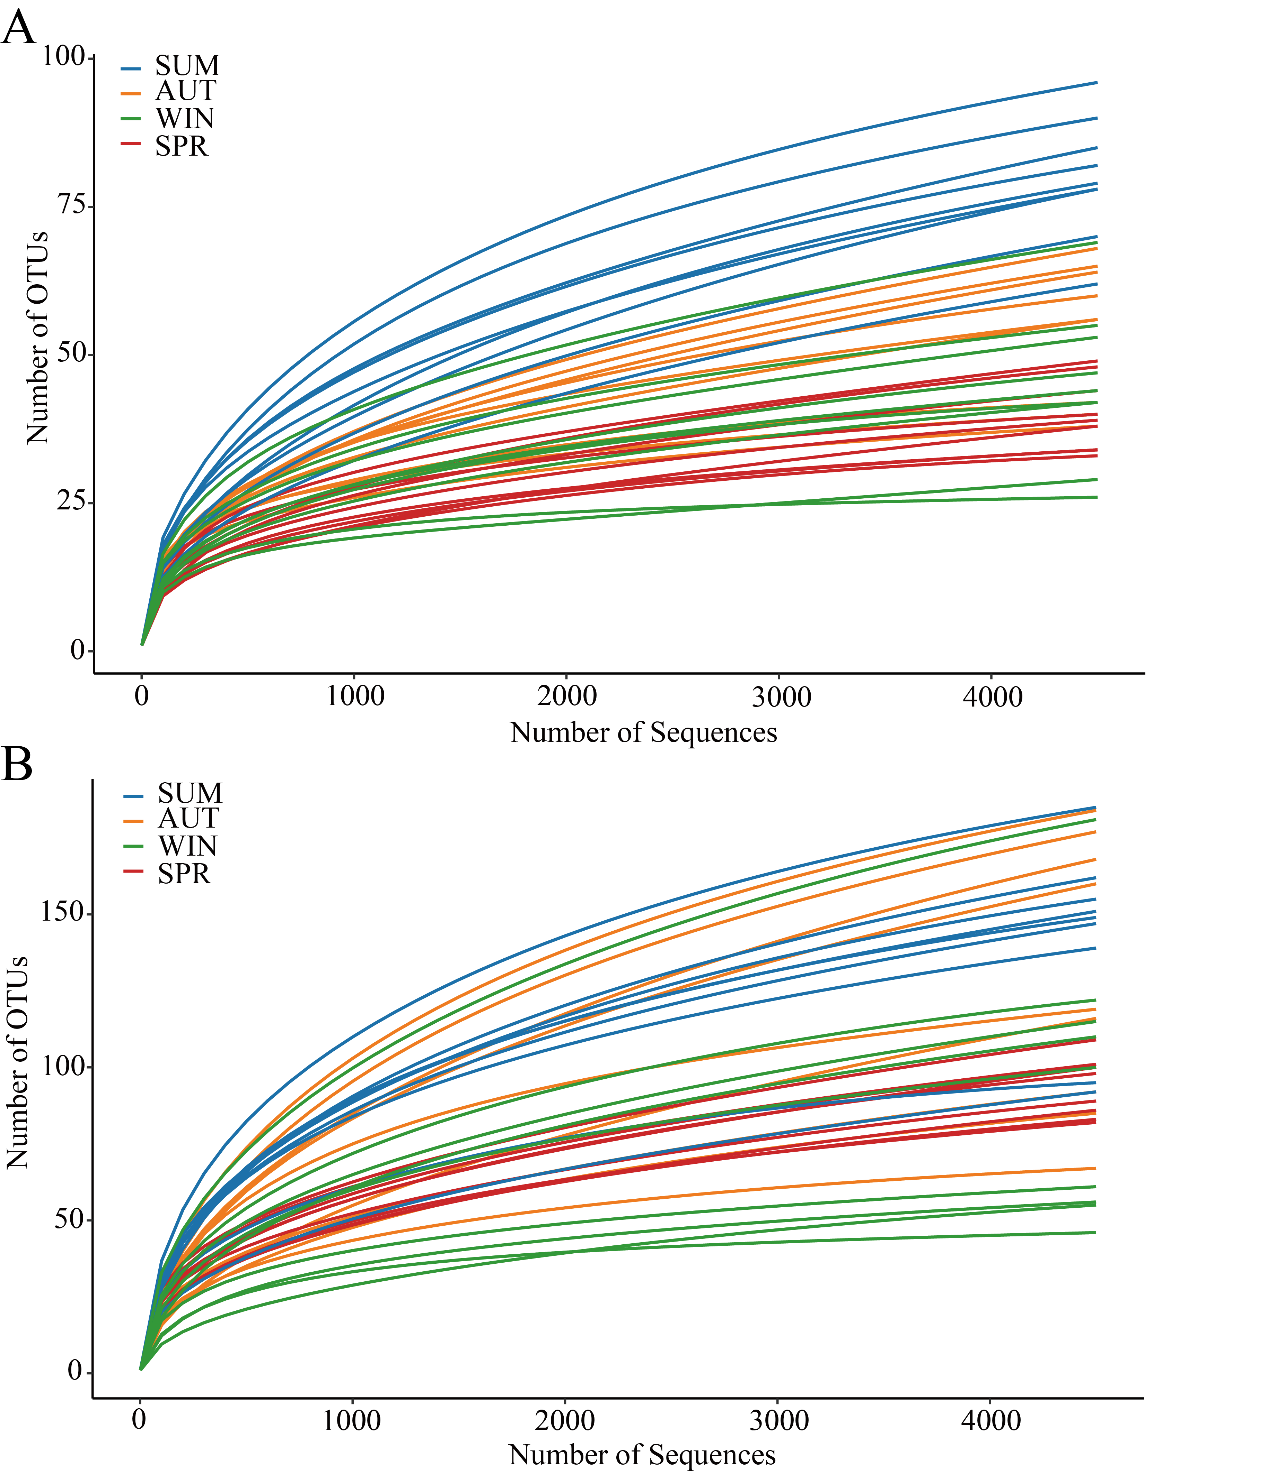 A
100
75
50
25
0
Number of OTUs
SUM
AUT
WIN
SPR
0 1000 2000 3000 4000
Number of Sequences
B
150
100
50
0
Number of OTUs
SUM
AUT
WIN
SPR
0 1000 2000 3000 4000
Number of Sequences